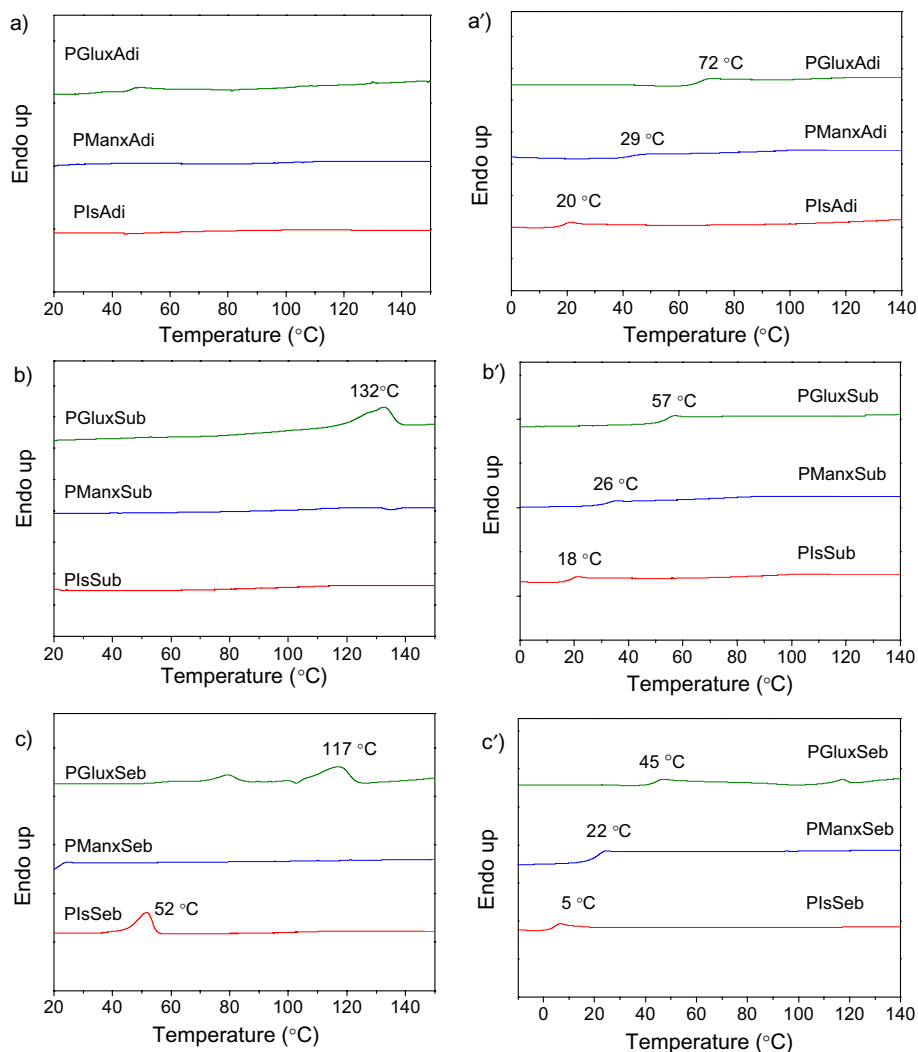 a)
Endo up
PGluxAdi
PManxAdi
PIsAdi
20 40 60 80 100 120 140
Temperature (°C)
a′)
Endo up
72 °C
PGluxAdi
29 °C
PManxAdi
20 °C
PIsAdi
0 20 40 60 80 100 120 140
Temperature (°C)
b)
Endo up
132°C
PGluxSub
PManxSub
PIsSub
20 40 60 80 100 120 140
Temperature (°C)
b′)
Endo up
57 °C
PGluxSub
26 °C
PManxSub
18 °C
PIsSub
0 20 40 60 80 100 120 140
Temperature (°C)
c)
Endo up
117 °C
PGluxSeb
PManxSeb
PIsSeb
52 °C
20 40 60 80 100 120 140
Temperature (°C)
c′)
Endo up
45 °C
PGluxSeb
22 °C
PManxSeb
5 °C
PIsSeb
0 20 40 60 80 100 120 140
Temperature (°C)